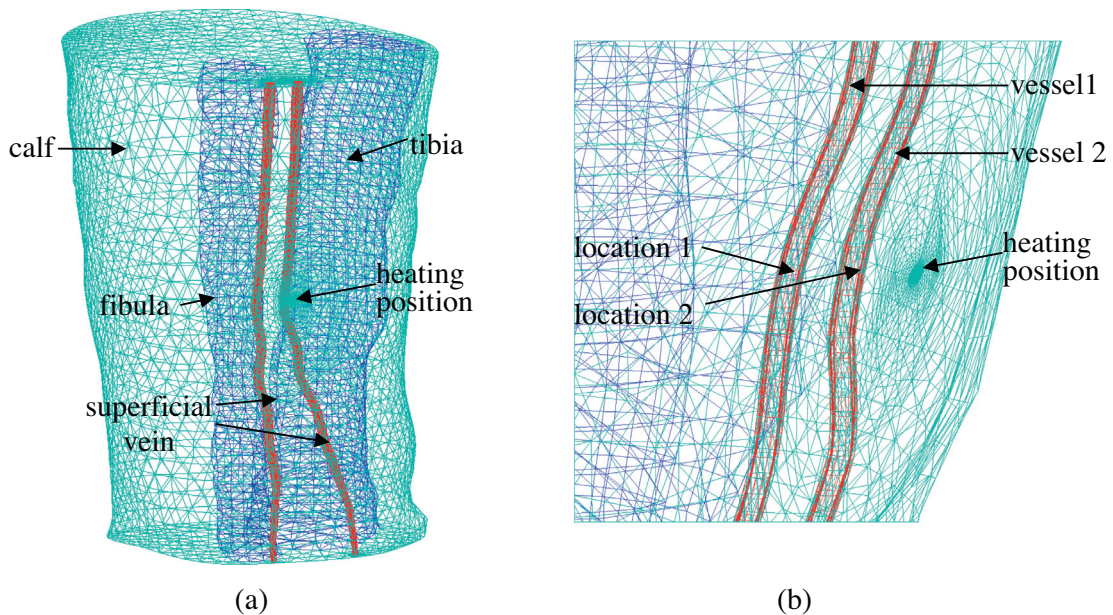 calf
tibia
heating
position
fibula
superficial
vein
(a)
vessel1
vessel 2
location 1
heating
position
location 2
(b)